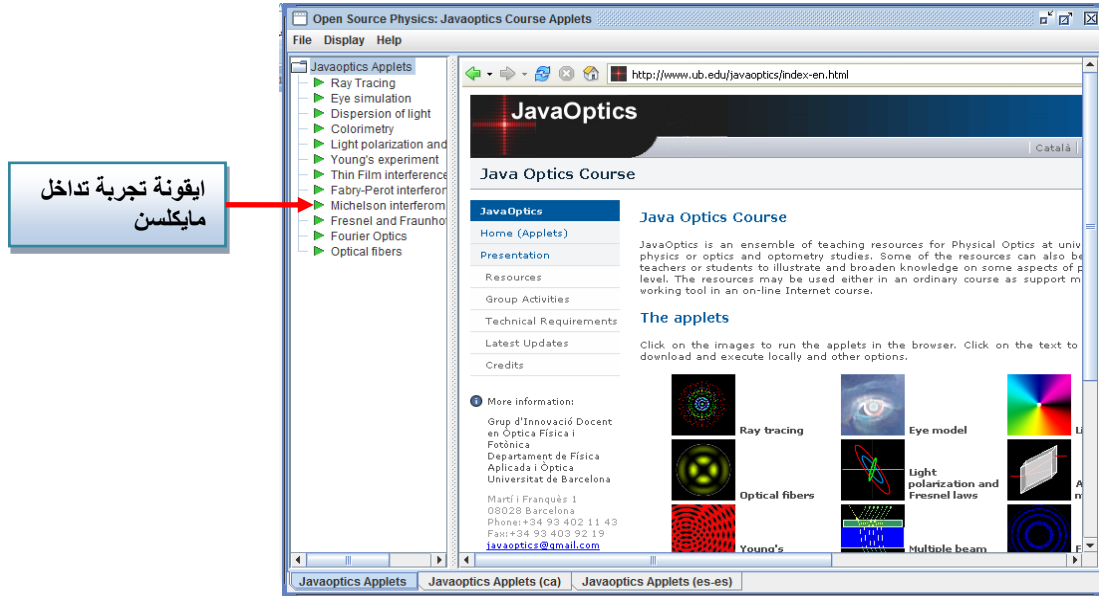 Open Source Physics: Javaoptics Course Applets
File Display Help
ايقونة تجربة تداخل
مايكلسن
Javaoptics Applets
Ray Tracing
Eye simulation
Dispersion of light
Colorimetry
Light polarization and
Young's experiment
Thin Film interference
Fabry-Perot interferor
Michelson interferom
Fresnel and Fraunhof
Fourier Optics
Optical fibers
http://www.ub.edu/javaoptics/index-en.html
JavaOptics
Català
Java Optics Course
JavaOptics
Home (Applets)
Presentation
Resources
Group Activities
Technical Requirements
Latest Updates
Credits
More information:
Grup d'Innovació Docent
en Òptica Física i
Fotònica
Departament de Física
Aplicada i Òptica
Universitat de Barcelona
Martí i Franquès 1
08028 Barcelona
Phone:+34 93 402 11 43
Fax:+34 93 403 92 19
javaoptics@gmail.com
Java Optics Course
JavaOptics is an ensemble of teaching resources for Physical Optics at univ
physics or optics and optometry studies. Some of the resources can also be
teachers or students to illustrate and broaden knowledge on some aspects of p
level. The resources may be used either in an ordinary course as support m
working tool in an on-line Internet course.
The applets
Click on the images to run the applets in the browser. Click on the text to
download and execute locally and other options.
Ray tracing
Eye model
Optical fibers
Light
polarization and
Fresnel laws
Young's
Multiple beam
Javaoptics Applets
Javaoptics Applets (ca)
Javaoptics Applets (es-es)